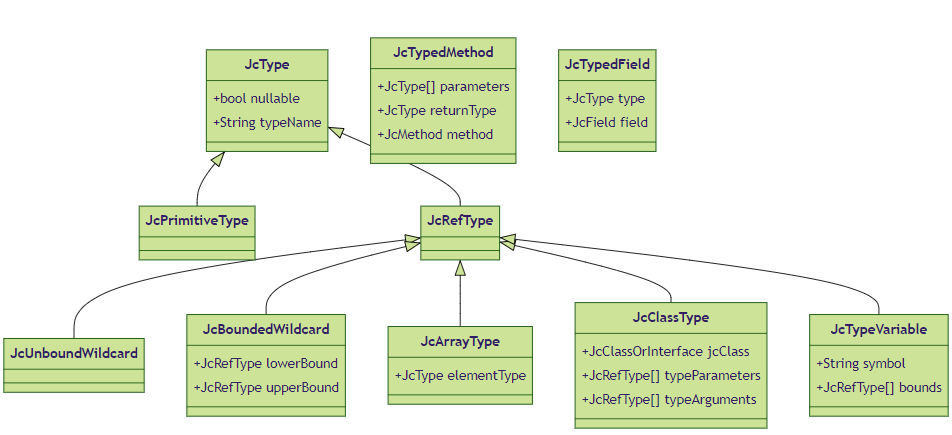 JcType
+bool nullable
+String typeName
JcTypedMethod
+JcType[] parameters
+JcType returnType
+JcMethod method
JcTypedField
+JcType type
+JcField field
JcPrimitiveType
JcRefType
JcUnboundWildcard
JcBoundedWildcard
+JcRefType lowerBound
+JcRefType upperBound
JcArrayType
+JcType elementType
JcClassType
+JcClassOrInterface jcClass
+JcRefType[] typeParameters
+JcRefType[] typeArguments
JcTypeVariable
+String symbol
+JcRefType[] bounds